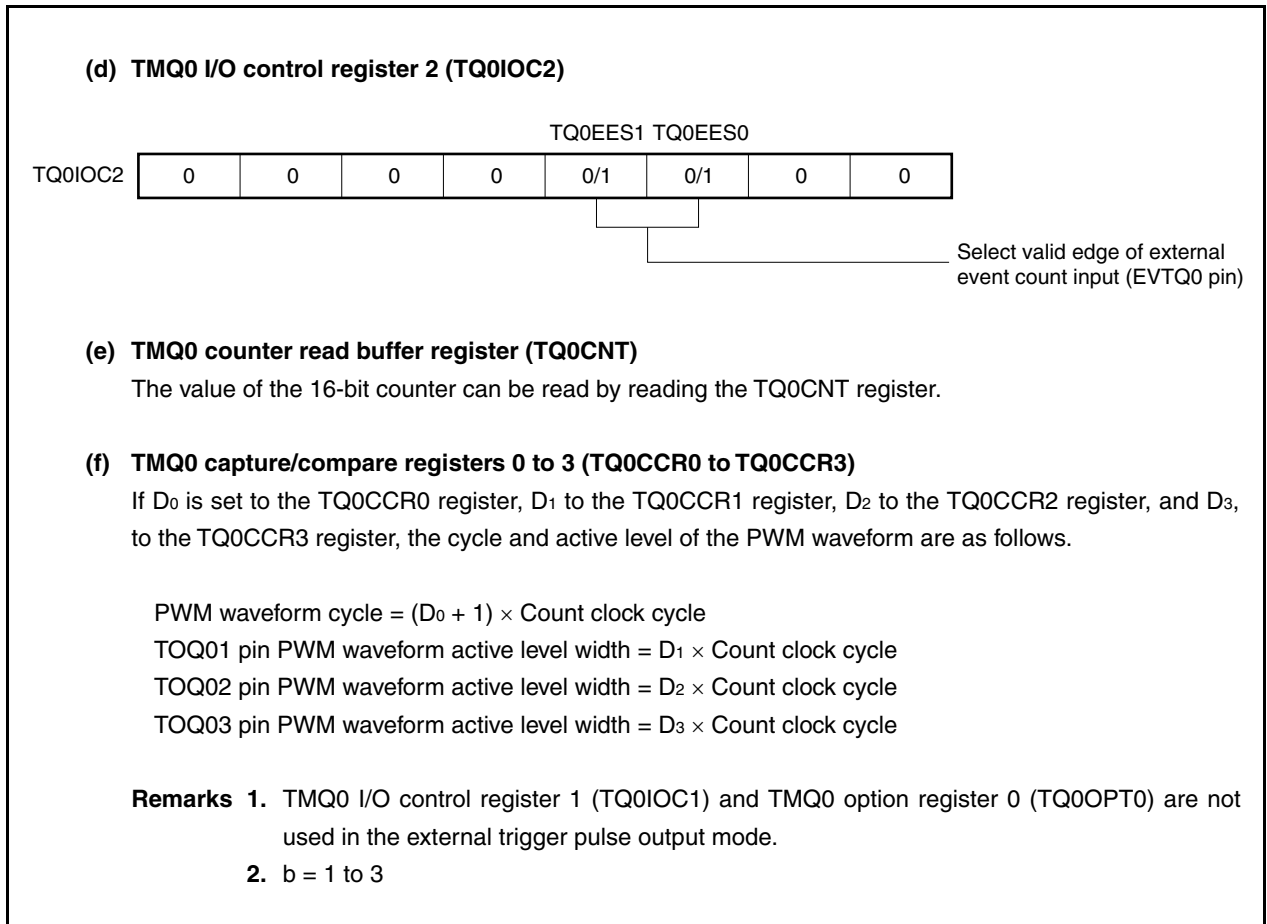 (d) TMQ0 I/O control register 2 (TQ0IOC2)
TQ0EES1 TQ0EES0
TQ0IOC2 0 0 0 0 0/1 0/1 0 0
Select valid edge of external
event count input (EVTQ0 pin)
(e) TMQ0 counter read buffer register (TQ0CNT)
The value of the 16-bit counter can be read by reading the TQ0CNT register.
(f) TMQ0 capture/compare registers 0 to 3 (TQ0CCR0 to TQ0CCR3)
If D0 is set to the TQ0CCR0 register, D1 to the TQ0CCR1 register, D2 to the TQ0CCR2 register, and D3,
to the TQ0CCR3 register, the cycle and active level of the PWM waveform are as follows.
PWM waveform cycle = (D0 + 1) × Count clock cycle
TOQ01 pin PWM waveform active level width = D1 × Count clock cycle
TOQ02 pin PWM waveform active level width = D2 × Count clock cycle
TOQ03 pin PWM waveform active level width = D3 × Count clock cycle
Remarks 1. TMQ0 I/O control register 1 (TQ0IOC1) and TMQ0 option register 0 (TQ0OPT0) are not
used in the external trigger pulse output mode.
2. b = 1 to 3